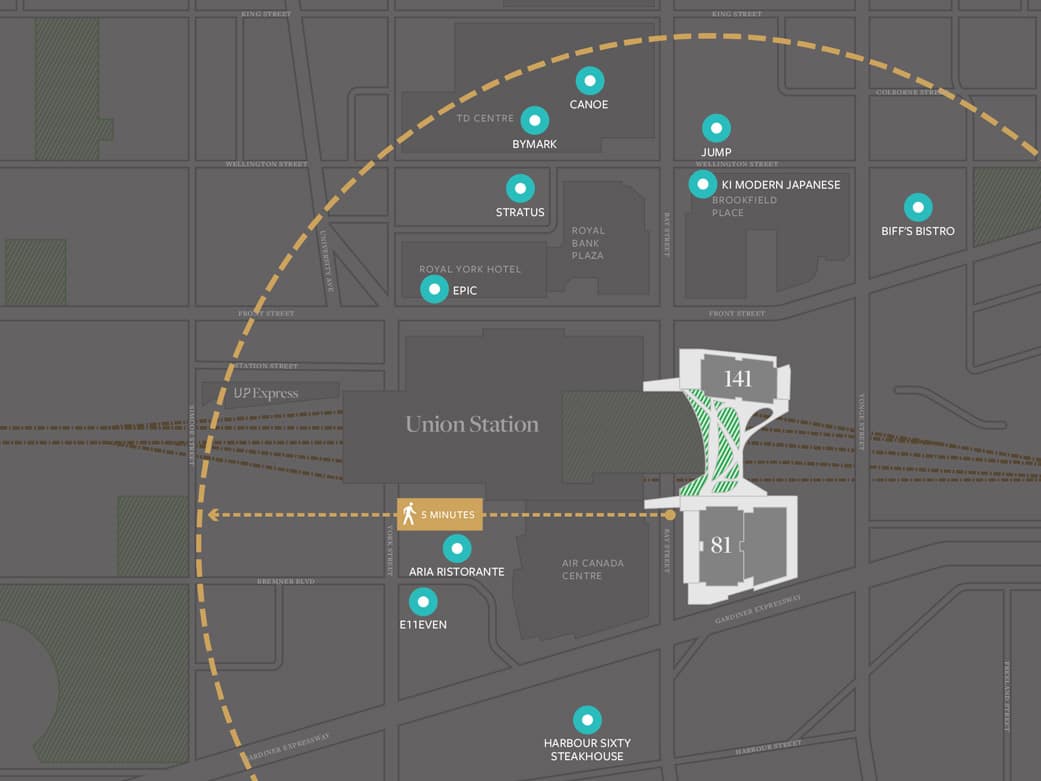 KING STREET
KING STREET
CANOE
COLBORNE STREET
TD CENTRE
BYMARK
JUMP
WELLINGTON STREET
WELLINGTON STREET
KI MODERN JAPANESE
BROOKFIELD
PLACE
STRATUS
BIFF'S BISTRO
BAY STREET
ROYAL
BANK
PLAZA
UNIVERSITY AVE
ROYAL YORK HOTEL
EPIC
FRONT STREET
FRONT STREET
STATION STREET
141
UP Express
SIMCOE STREET
Union Station
YONGE STREET
5 MINUTES
YORK STREET
BAY STREET
81
ARIA RISTORANTE
AIR CANADA
CENTRE
BREMNER BLVD
E11EVEN
GARDINER EXPRESSWAY
FREELAND STREET
HARBOUR SIXTY
STEAKHOUSE
GARDINER EXPRESSWAY
HARBOUR STREET